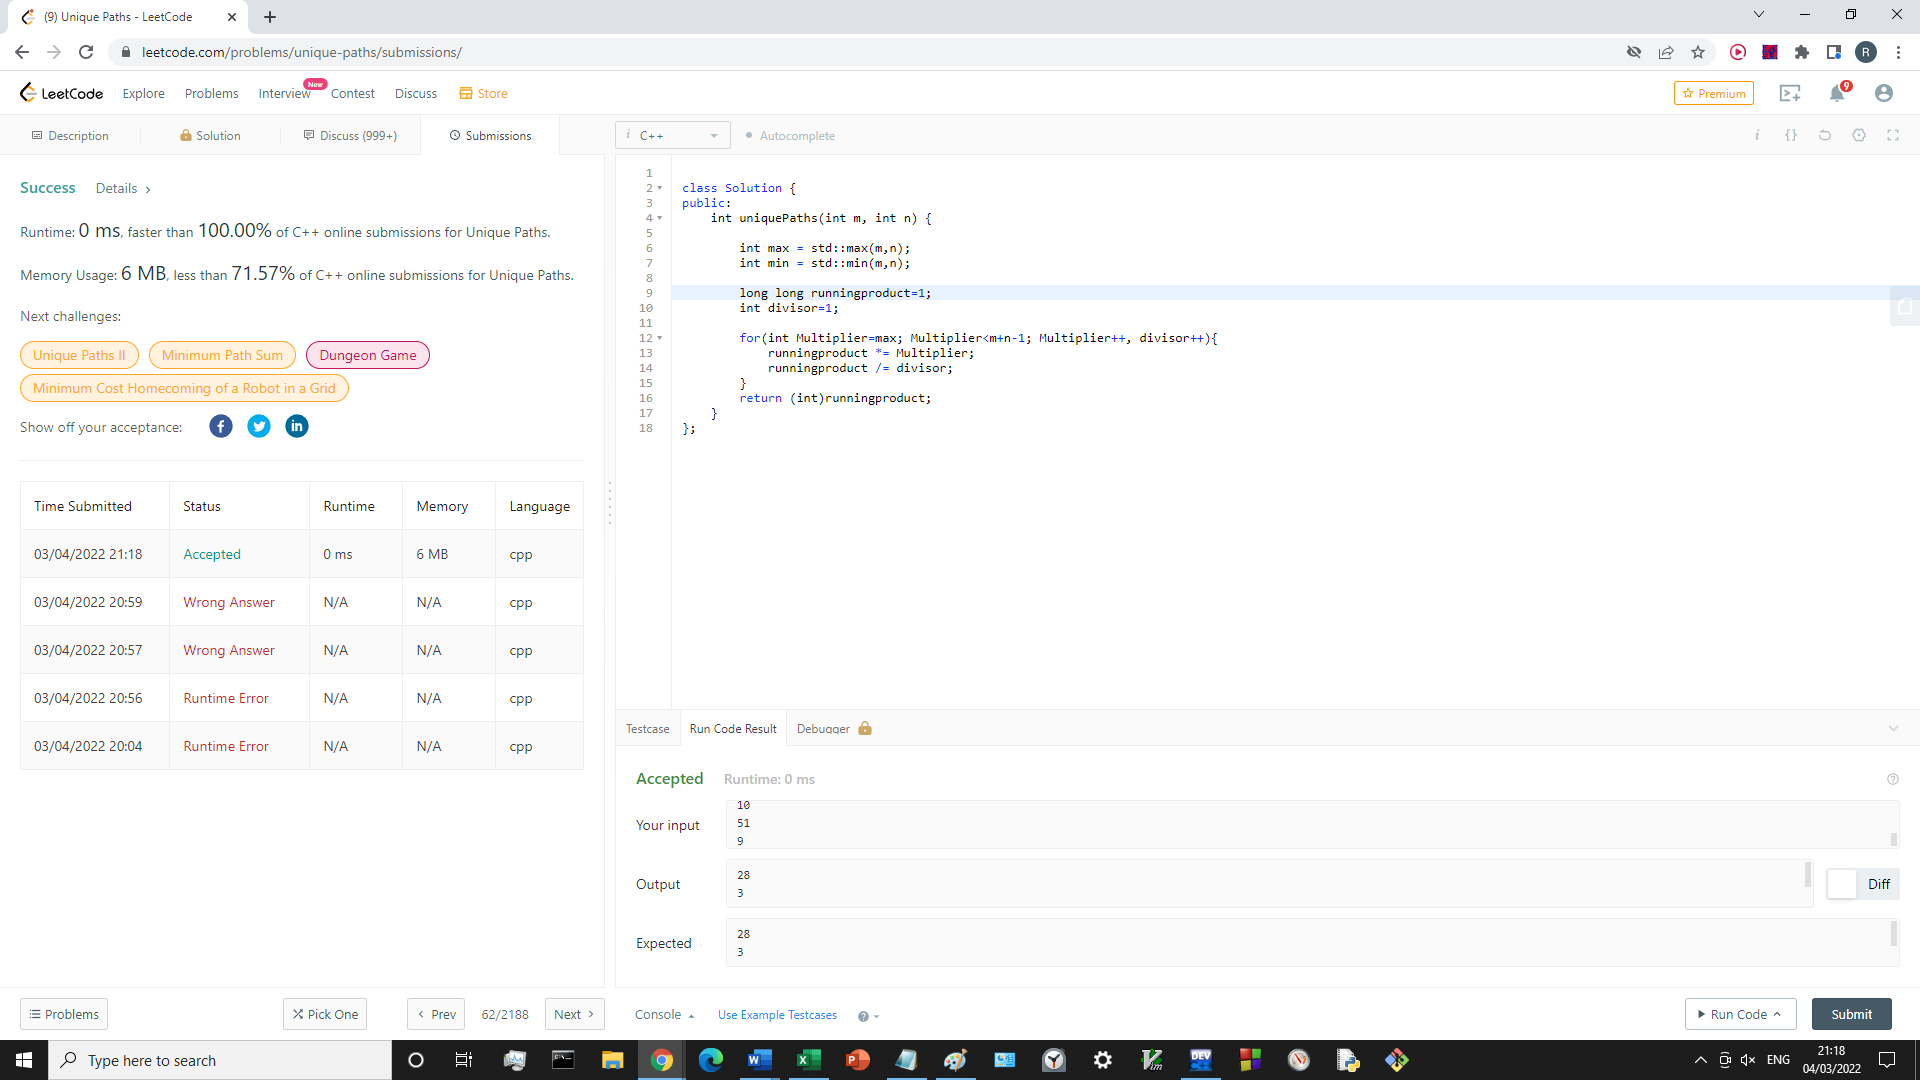 (9) Unique Paths - LeetCode
leetcode.com/problems/unique-paths/submissions/
R
LeetCode Explore Problems Interview New Contest Discuss Store Premium 9
Description Solution Discuss (999+) Submissions
i C++ Autocomplete i {}
Success Details
Runtime: 0 ms, faster than 100.00% of C++ online submissions for Unique Paths.
Memory Usage: 6 MB, less than 71.57% of C++ online submissions for Unique Paths.
Next challenges:
Unique Paths II Minimum Path Sum Dungeon Game
Minimum Cost Homecoming of a Robot in a Grid
Show off your acceptance:
Time Submitted Status Runtime Memory Language
03/04/2022 21:18 Accepted 0 ms 6 MB cpp
03/04/2022 20:59 Wrong Answer N/A N/A cpp
03/04/2022 20:57 Wrong Answer N/A N/A cpp
03/04/2022 20:56 Runtime Error N/A N/A cpp
03/04/2022 20:04 Runtime Error N/A N/A cpp
1
2 class Solution {
3 public:
4 int uniquePaths(int m, int n) {
5
6 int max = std::max(m,n);
7 int min = std::min(m,n);
8
9 long long runningproduct=1;
10 int divisor=1;
11
12 for(int Multiplier=max; Multiplier<m+n-1; Multiplier++, divisor++){
13 runningproduct *= Multiplier;
14 runningproduct /= divisor;
15 }
16 return (int)runningproduct;
17 }
18 };
Testcase Run Code Result Debugger
Accepted Runtime: 0 ms
Your input
10
51
9
Output
28
3
Diff
Expected
28
3
Problems Pick One Prev 62/2188 Next
Console Use Example Testcases Run Code Submit
Type here to search
ENG
21:18
04/03/2022